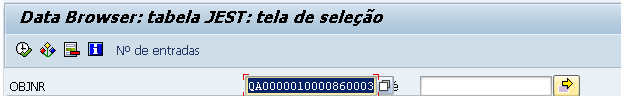 Data Browser: tabela JEST: tela de seleção
Nº de entradas
OBJNR QA0000010000860003 é